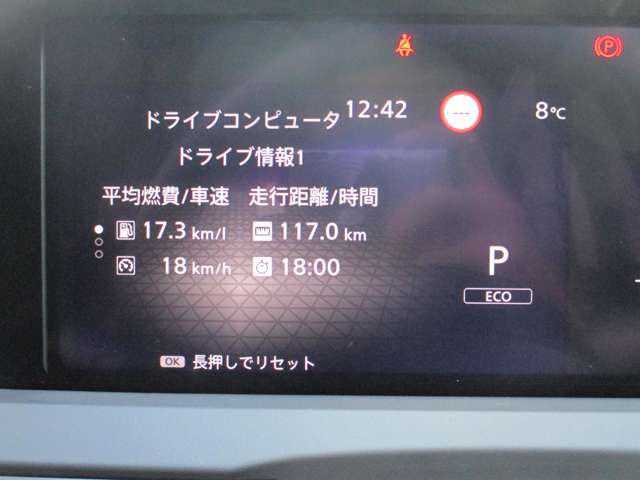 ドライブコンピュータ 12:42 --- 8℃
ドライブ情報1
平均燃費/車速 走行距離/時間
17.3 km/l 117.0 km
18 km/h 18:00
P
ECO
OK 長押しでリセット
(P)